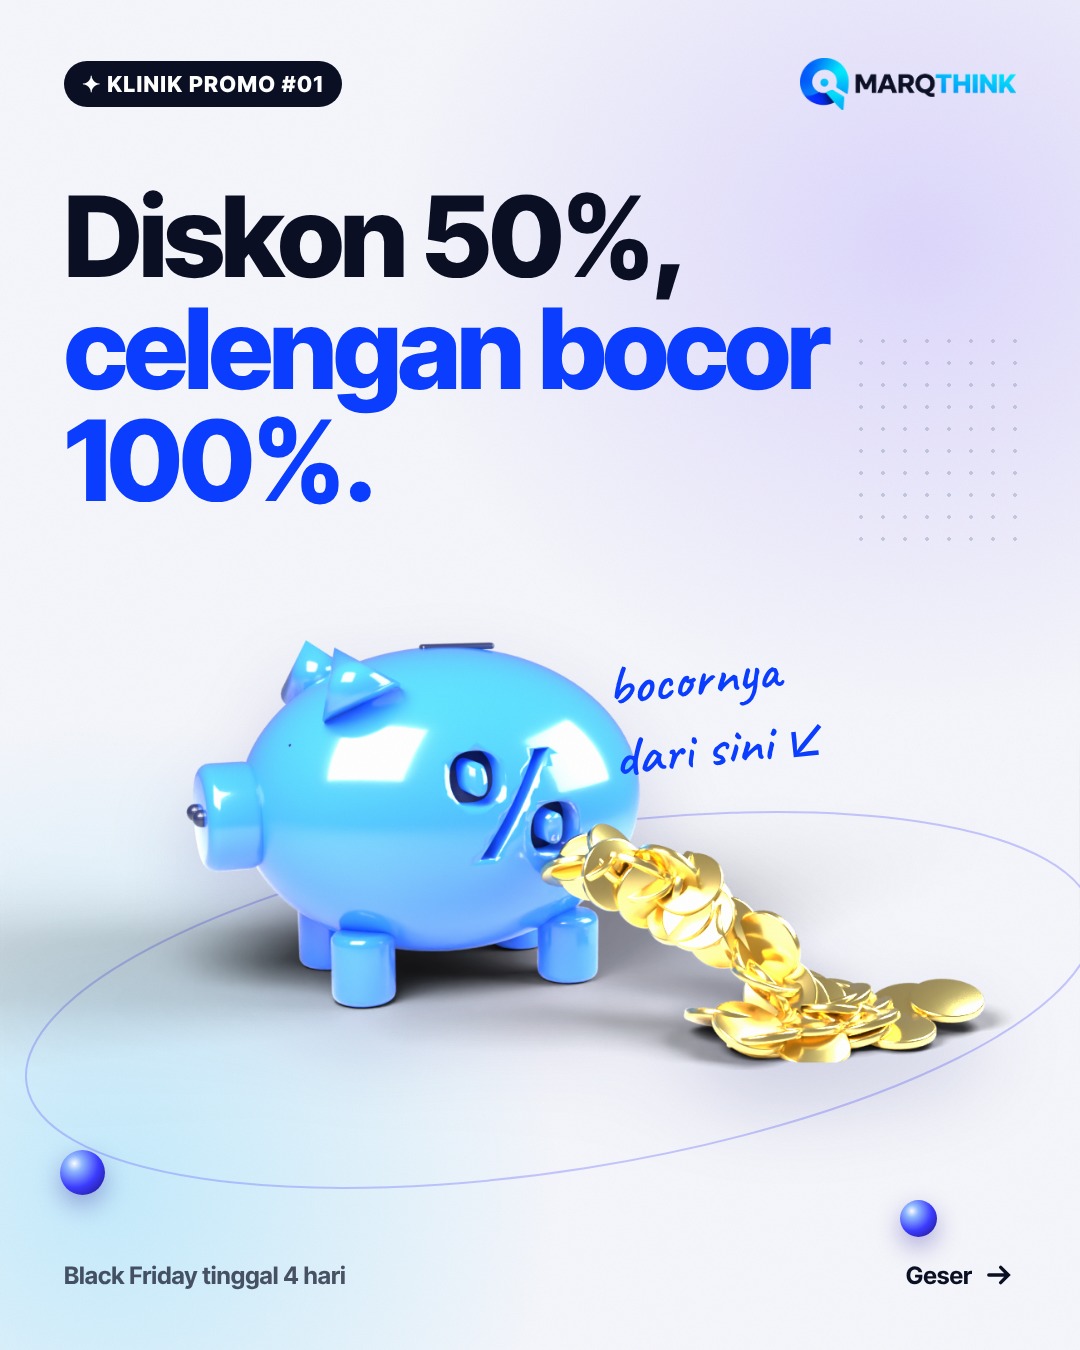 ✦ KLINIK PROMO #01
MARQTHINK
Diskon 50%,
celengan bocor
100%.
%
bocornya
dari sini ↙
Black Friday tinggal 4 hari
Geser →